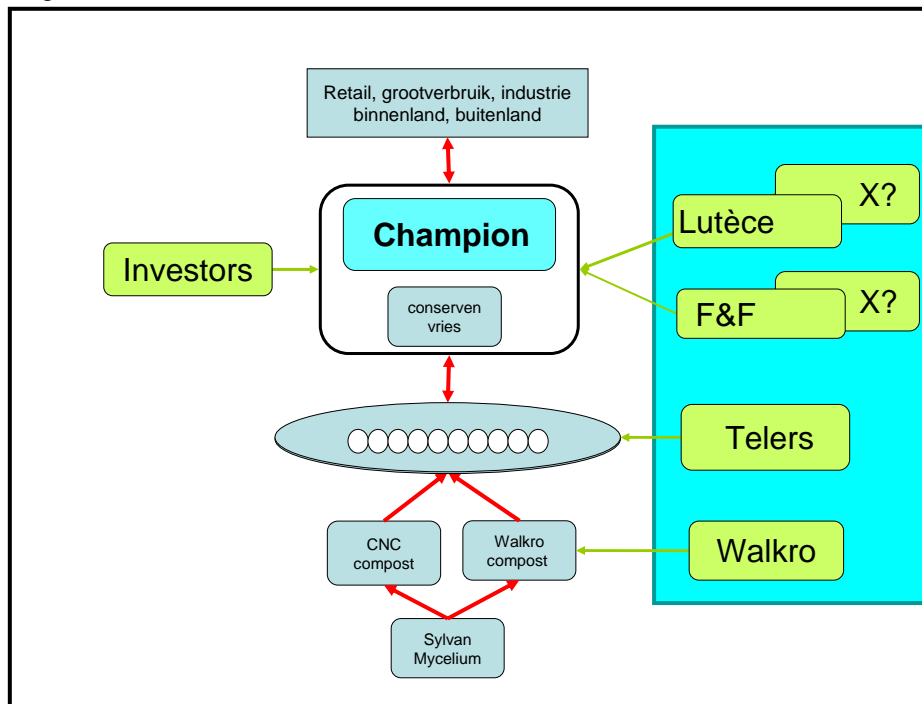 Retail, grootverbruik, industrie
binnenland, buitenland
X?
Lutèce
Champion
Investors
X?
F&F
conserven
vries
Telers
CNC
compost
Walkro
compost
Walkro
Sylvan
Mycelium